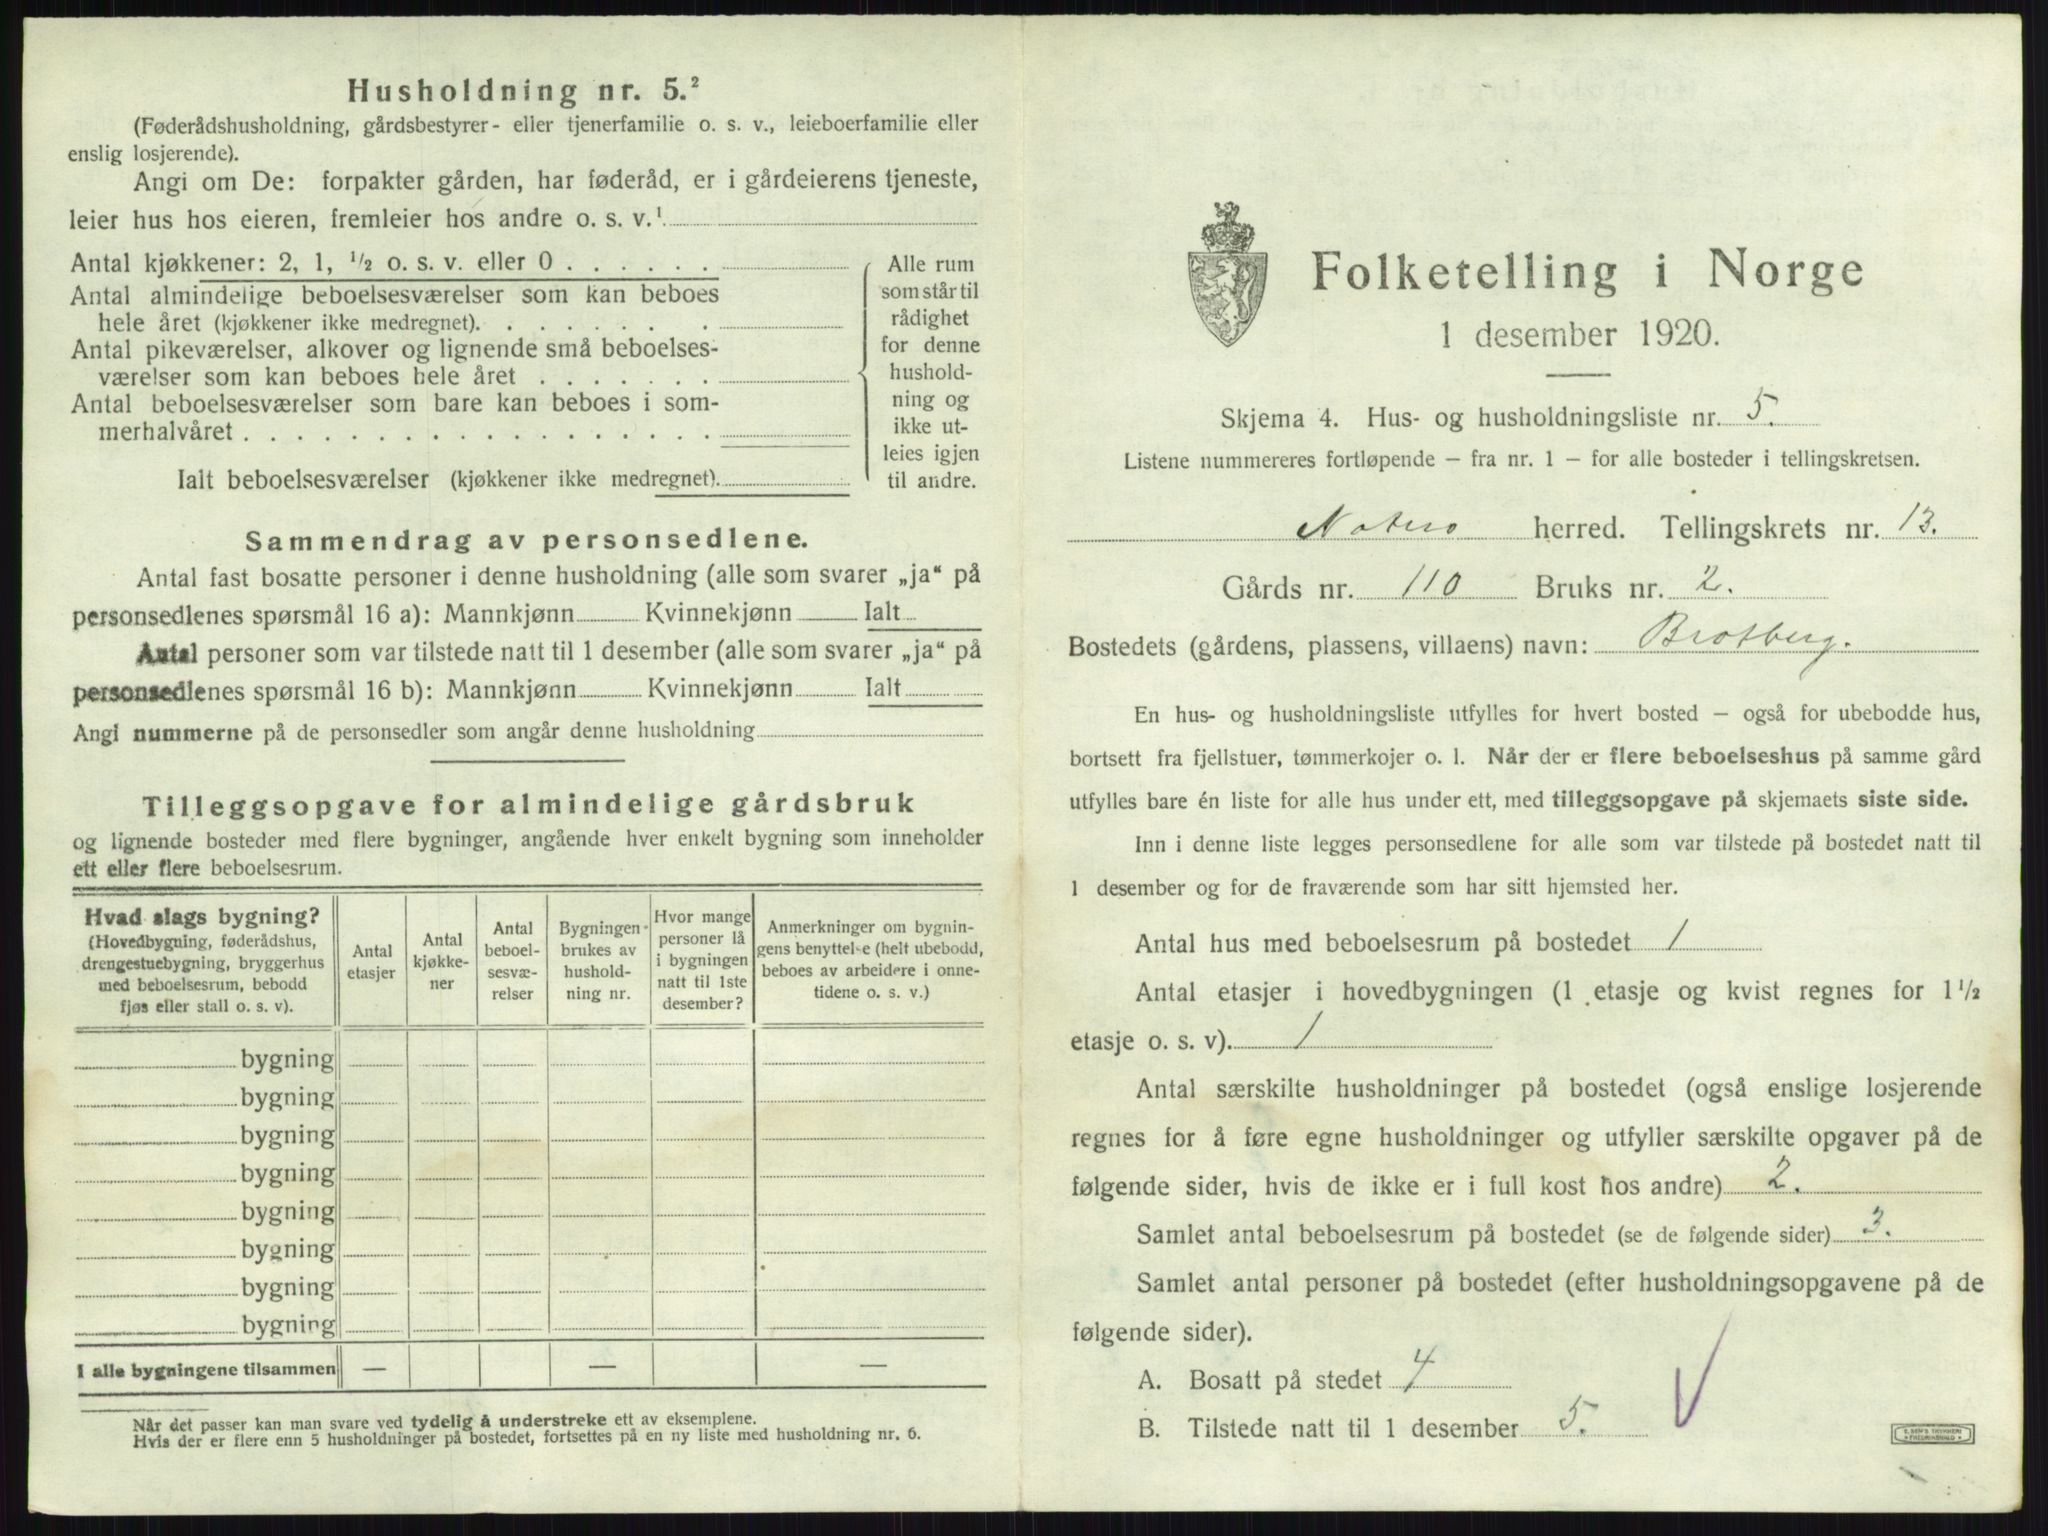 Husholdning nr. 5.²
(Føderådshusholdning, gårdsbestyrer- eller tjenerfamilie o. s. v., leieboerfamilie eller
enslig losjerende).
Angi om De: forpakter gården, har føderåd, er i gårdeierens tjeneste,
leier hus hos eieren, fremleier hos andre o. s. v.¹
Antal kjøkkener: 2, 1, ½ o. s. v. eller 0 . . . . . .
Antal almindelige beboelsesværelser som kan beboes
hele året (kjøkkener ikke medregnet). . . . . . . .
Antal pikeværelser, alkover og lignende små beboelses-
værelser som kan beboes hele året . . . . . . .
Antal beboelsesværelser som bare kan beboes i som-
merhalvåret . . . . . . . . . . . . . . . . . .
Ialt beboelsesværelser (kjøkkener ikke medregnet).
Alle rum
som står til
rådighet
for denne
hushold-
ning og
ikke ut-
leies igjen
til andre.
Sammendrag av personsedlene.
Antal fast bosatte personer i denne husholdning (alle som svarer „ja“ på
personsedlenes spørsmål 16 a): Mannkjønn Kvinnekjønn Ialt
Antal personer som var tilstede natt til 1 desember (alle som svarer „ja“ på
personsedlenes spørsmål 16 b): Mannkjønn Kvinnekjønn Ialt
Angi nummerne på de personsedler som angår denne husholdning
Tilleggsopgave for almindelige gårdsbruk
og lignende bosteder med flere bygninger, angående hver enkelt bygning som inneholder
ett eller flere beboelsesrum.
Hvad slags bygning?
(Hovedbygning, føderådshus,
drengestuebygning, bryggerhus
med beboelsesrum, bebodd
fjøs eller stall o. s. v).
Antal
etasjer
Antal
kjøkke-
ner
Antal
beboel-
sesvæ-
relser
Bygningen
brukes av
hushold-
ning nr.
Hvor mange
personer lå
i bygningen
natt til 1ste
desember?
Anmerkninger om bygnin-
gens benyttelse (helt ubebodd,
beboes av arbeidere i onne-
tidene o. s. v.)
bygning
bygning
bygning
bygning
bygning
bygning
bygning
bygning
I alle bygningene tilsammen — — —
Når det passer kan man svare ved tydelig å understreke ett av eksemplene.
Hvis der er flere enn 5 husholdninger på bostedet, fortsettes på en ny liste med husholdning nr. 6.
Folketelling i Norge
1 desember 1920.
Skjema 4. Hus- og husholdningsliste nr. 5.
Listene nummereres fortløpende – fra nr. 1 – for alle bosteder i tellingskretsen.
Nøtterø herred. Tellingskrets nr. 13.
Gårds nr. 110 Bruks nr. 2.
Bostedets (gårdens, plassens, villaens) navn: Brotberg.
En hus- og husholdningsliste utfylles for hvert bosted – også for ubebodde hus,
bortsett fra fjellstuer, tømmerkojer o. l. Når der er flere beboelseshus på samme gård
utfylles bare én liste for alle hus under ett, med tilleggsopgave på skjemaets siste side.
Inn i denne liste legges personsedlene for alle som var tilstede på bostedet natt til
1 desember og for de fraværende som har sitt hjemsted her.
Antal hus med beboelsesrum på bostedet 1
Antal etasjer i hovedbygningen (1 etasje og kvist regnes for 1 ½
etasje o. s. v). 1
Antal særskilte husholdninger på bostedet (også enslige losjerende
regnes for å føre egne husholdninger og utfyller særskilte opgaver på de
følgende sider, hvis de ikke er i full kost hos andre) 2.
Samlet antal beboelsesrum på bostedet (se de følgende sider) 3.
Samlet antal personer på bostedet (efter husholdningsopgavene på de
følgende sider).
A. Bosatt på stedet 4
B. Tilstede natt til 1 desember 5.